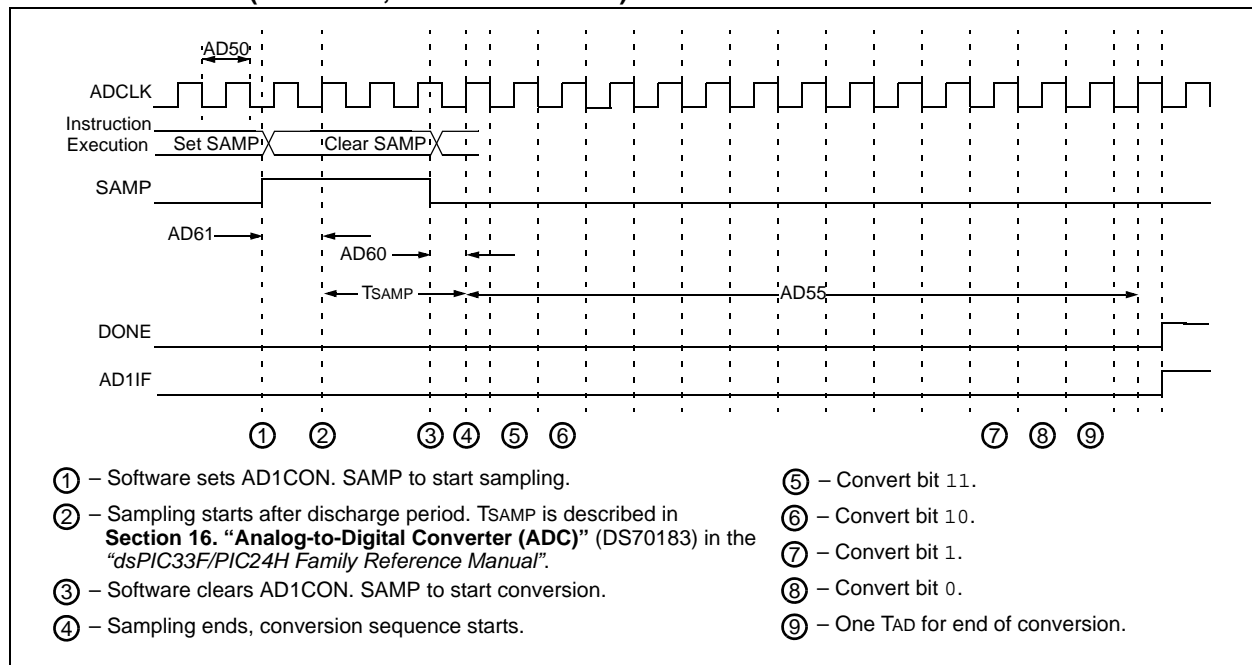 AD50
ADCLK
Instruction
Execution
Set SAMP
Clear SAMP
SAMP
AD61
AD60
TSAMP
AD55
DONE
AD1IF
1 2 3 4 5 6 7 8 9
1 – Software sets AD1CON. SAMP to start sampling.
2 – Sampling starts after discharge period. TSAMP is described in
Section 16. “Analog-to-Digital Converter (ADC)” (DS70183) in the
“dsPIC33F/PIC24H Family Reference Manual”.
3 – Software clears AD1CON. SAMP to start conversion.
4 – Sampling ends, conversion sequence starts.
5 – Convert bit 11.
6 – Convert bit 10.
7 – Convert bit 1.
8 – Convert bit 0.
9 – One TAD for end of conversion.